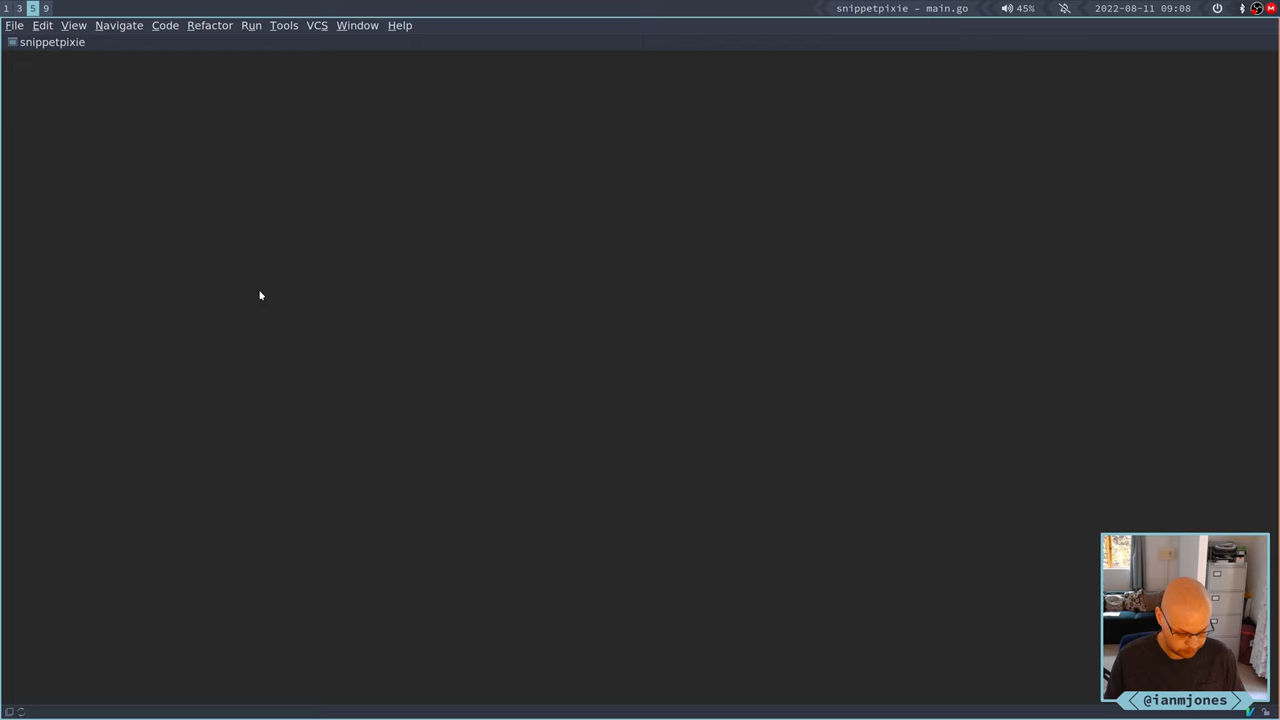 1 3 5 9 snippetpixie – main.go 45% 2022-08-11 09:08
File Edit View Navigate Code Refactor Run Tools VCS Window Help
snippetpixie
@ianmjones